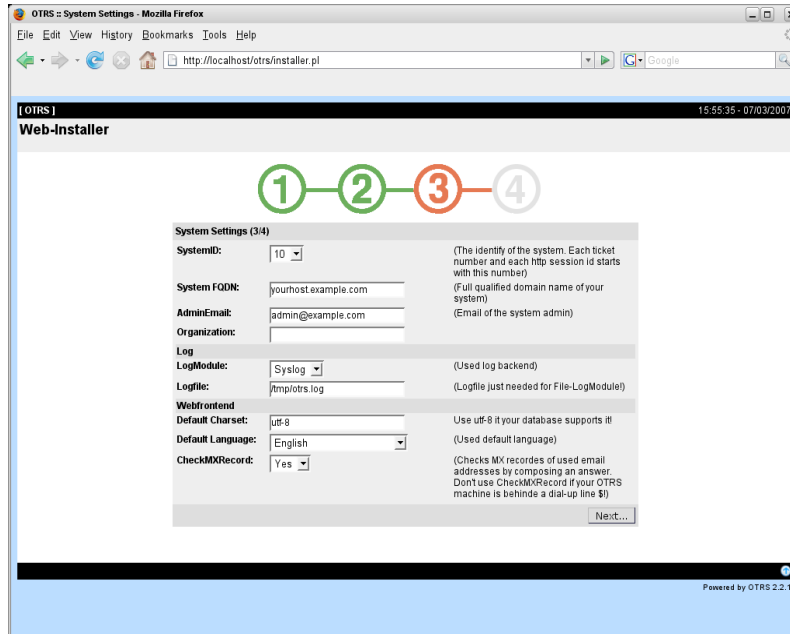 OTRS :: System Settings - Mozilla Firefox
File Edit View History Bookmarks Tools Help
http://localhost/otrs/installer.pl
G Google
[ OTRS ]
15:55:35 - 07/03/2007
Web-Installer
1 2 3 4
System Settings (3/4)
SystemID:
10
(The identify of the system. Each ticket
number and each http session id starts
with this number)
System FQDN:
yourhost.example.com
(Full qualified domain name of your
system)
AdminEmail:
admin@example.com
(Email of the system admin)
Organization:
Log
LogModule:
Syslog
(Used log backend)
Logfile:
/tmp/otrs.log
(Logfile just needed for File-LogModule!)
Webfrontend
Default Charset:
utf-8
Use utf-8 it your database supports it!
Default Language:
English
(Used default language)
CheckMXRecord:
Yes
(Checks MX recordes of used email
addresses by composing an answer.
Don't use CheckMXRecord if your OTRS
machine is behinde a dial-up line $!)
Next...
Powered by OTRS 2.2.1